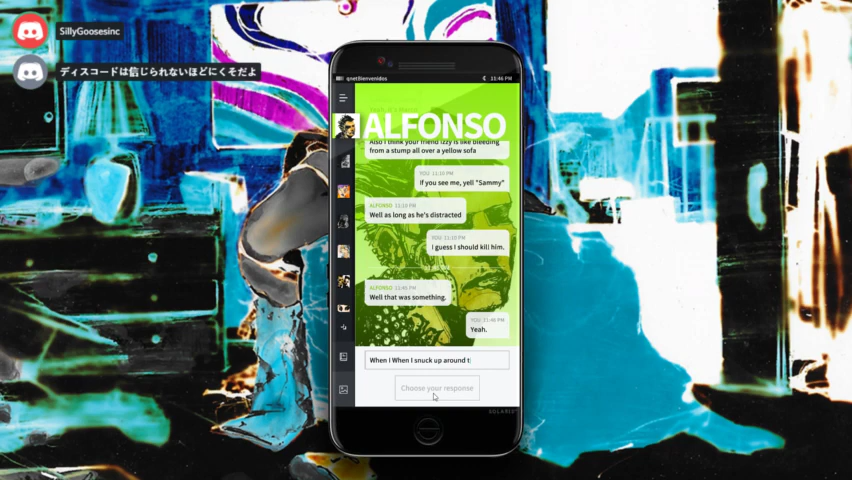 SillyGoosesinc
ディスコードは信じられないほどにくそだよ
qnetBienvenidos
11:46 PM
ALFONSO
Also I think your friend Izzy is like bleeding
from a stump all over a yellow sofa
YOU 11:10 PM
If you see me, yell "Sammy"
ALFONSO 11:10 PM
Well as long as he's distracted
YOU 11:10 PM
I guess I should kill him.
ALFONSO 11:46 PM
Well that was something.
YOU 11:46 PM
Yeah.
When I When I snuck up around t
Choose your response
SOLARIS